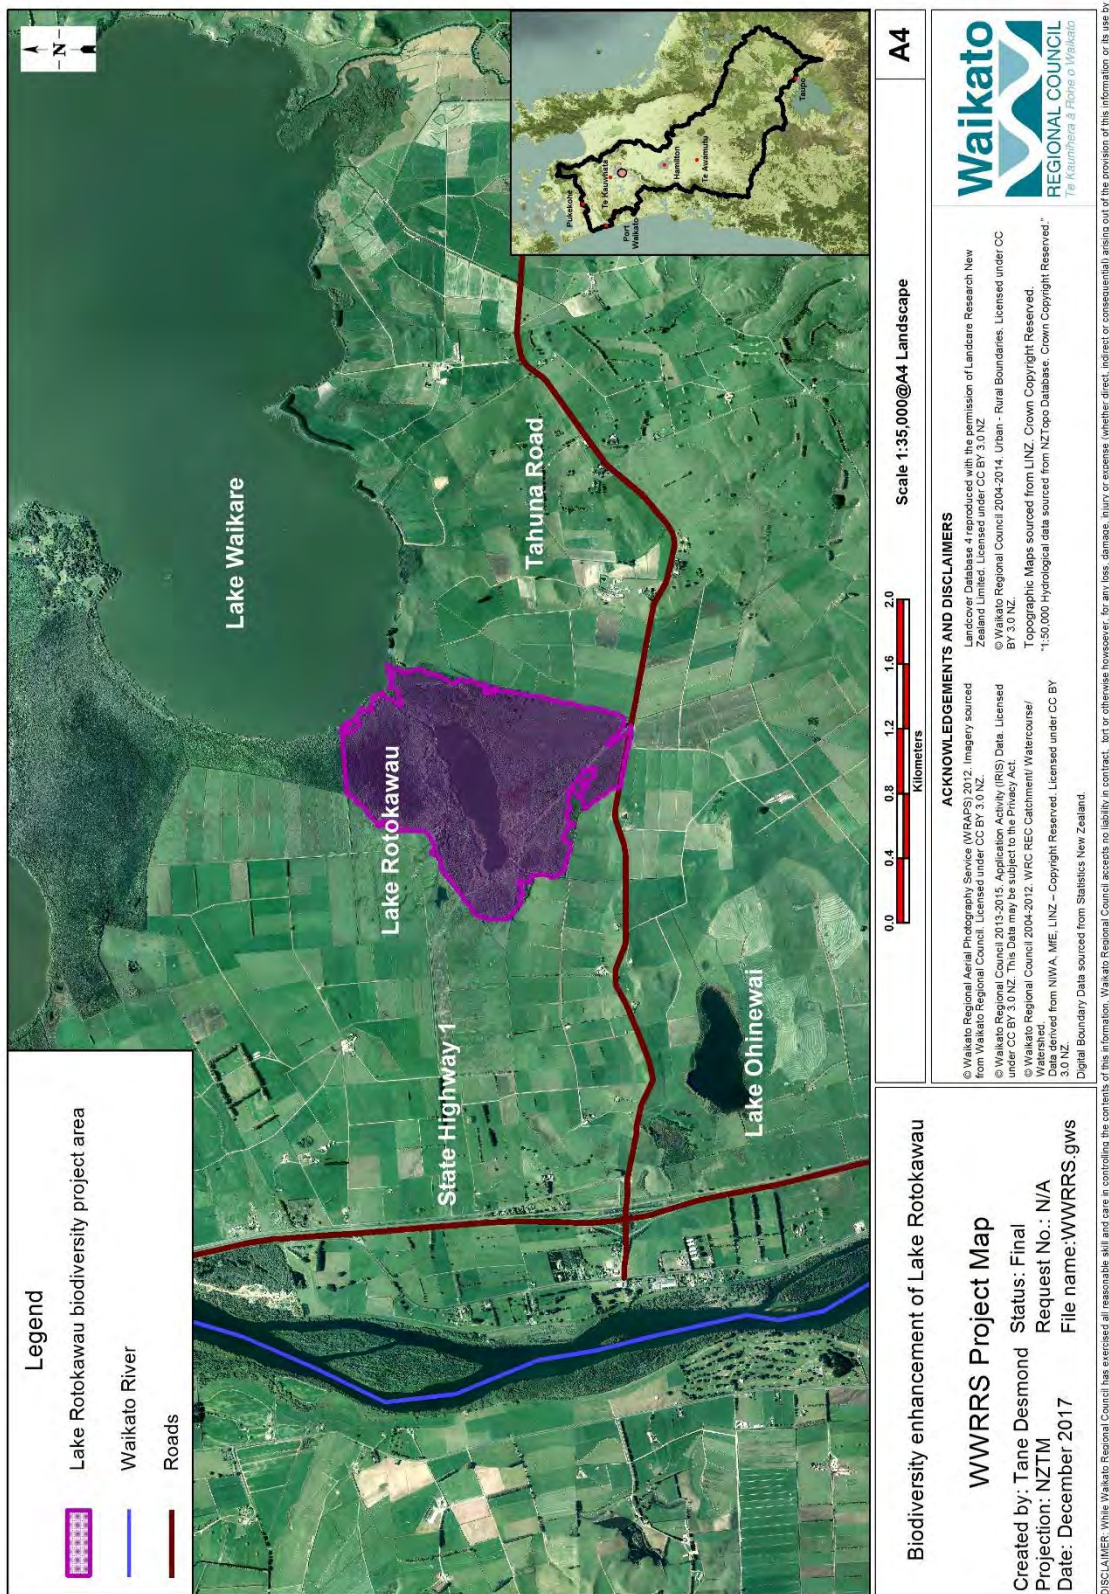 Legend
Lake Rotokawau biodiversity project area
Waikato River
Roads
-N-
Lake Waikare
Lake Rotokawau
State Highway 1
Tahuna Road
Lake Ohinewai
Pukekohe
Te Kauwhata
Port
Waikato
Hamilton
Te Awamutu
Taupo
Biodiversity enhancement of Lake Rotokawau
WWRRS Project Map
Created by: Tane Desmond Status: Final
Projection: NZTM Request No.: N/A
Date: December 2017 File name:WWRRS.gws
0.0 0.4 0.8 1.2 1.6 2.0
Kilometers
Scale 1:35,000@A4 Landscape
A4
ACKNOWLEDGEMENTS AND DISCLAIMERS
© Waikato Regional Aerial Photography Service (WRAPS) 2012. Imagery sourced
from Waikato Regional Council. Licensed under CC BY 3.0 NZ.
© Waikato Regional Council 2013-2015. Application Activity (IRIS) Data. Licensed
under CC BY 3.0 NZ. This Data may be subject to the Privacy Act.
© Waikato Regional Council 2004-2012. WRC REC Catchment/ Watercourse/
Watershed.
Data derived from NIWA, MfE, LINZ – Copyright Reserved. Licensed under CC BY
3.0 NZ.
Digital Boundary Data sourced from Statistics New Zealand.
Landcover Database 4 reproduced with the permission of Landcare Research New
Zealand Limited. Licensed under CC BY 3.0 NZ
© Waikato Regional Council 2004-2014. Urban - Rural Boundaries. Licensed under CC
BY 3.0 NZ.
Topographic Maps sourced from LINZ. Crown Copyright Reserved.
"1:50,000 Hydrological data sourced from NZTopo Database. Crown Copyright Reserved."
Waikato
REGIONAL COUNCIL
Te Kaunihera ā Rohe o Waikato
DISCLAIMER: While Waikato Regional Council has exercised all reasonable skill and care in controlling the contents of this information, Waikato Regional Council accepts no liability in contract, tort or otherwise howsoever, for any loss, damage, injury or expense (whether direct, indirect or consequential) arising out of the provision of this information or its use by